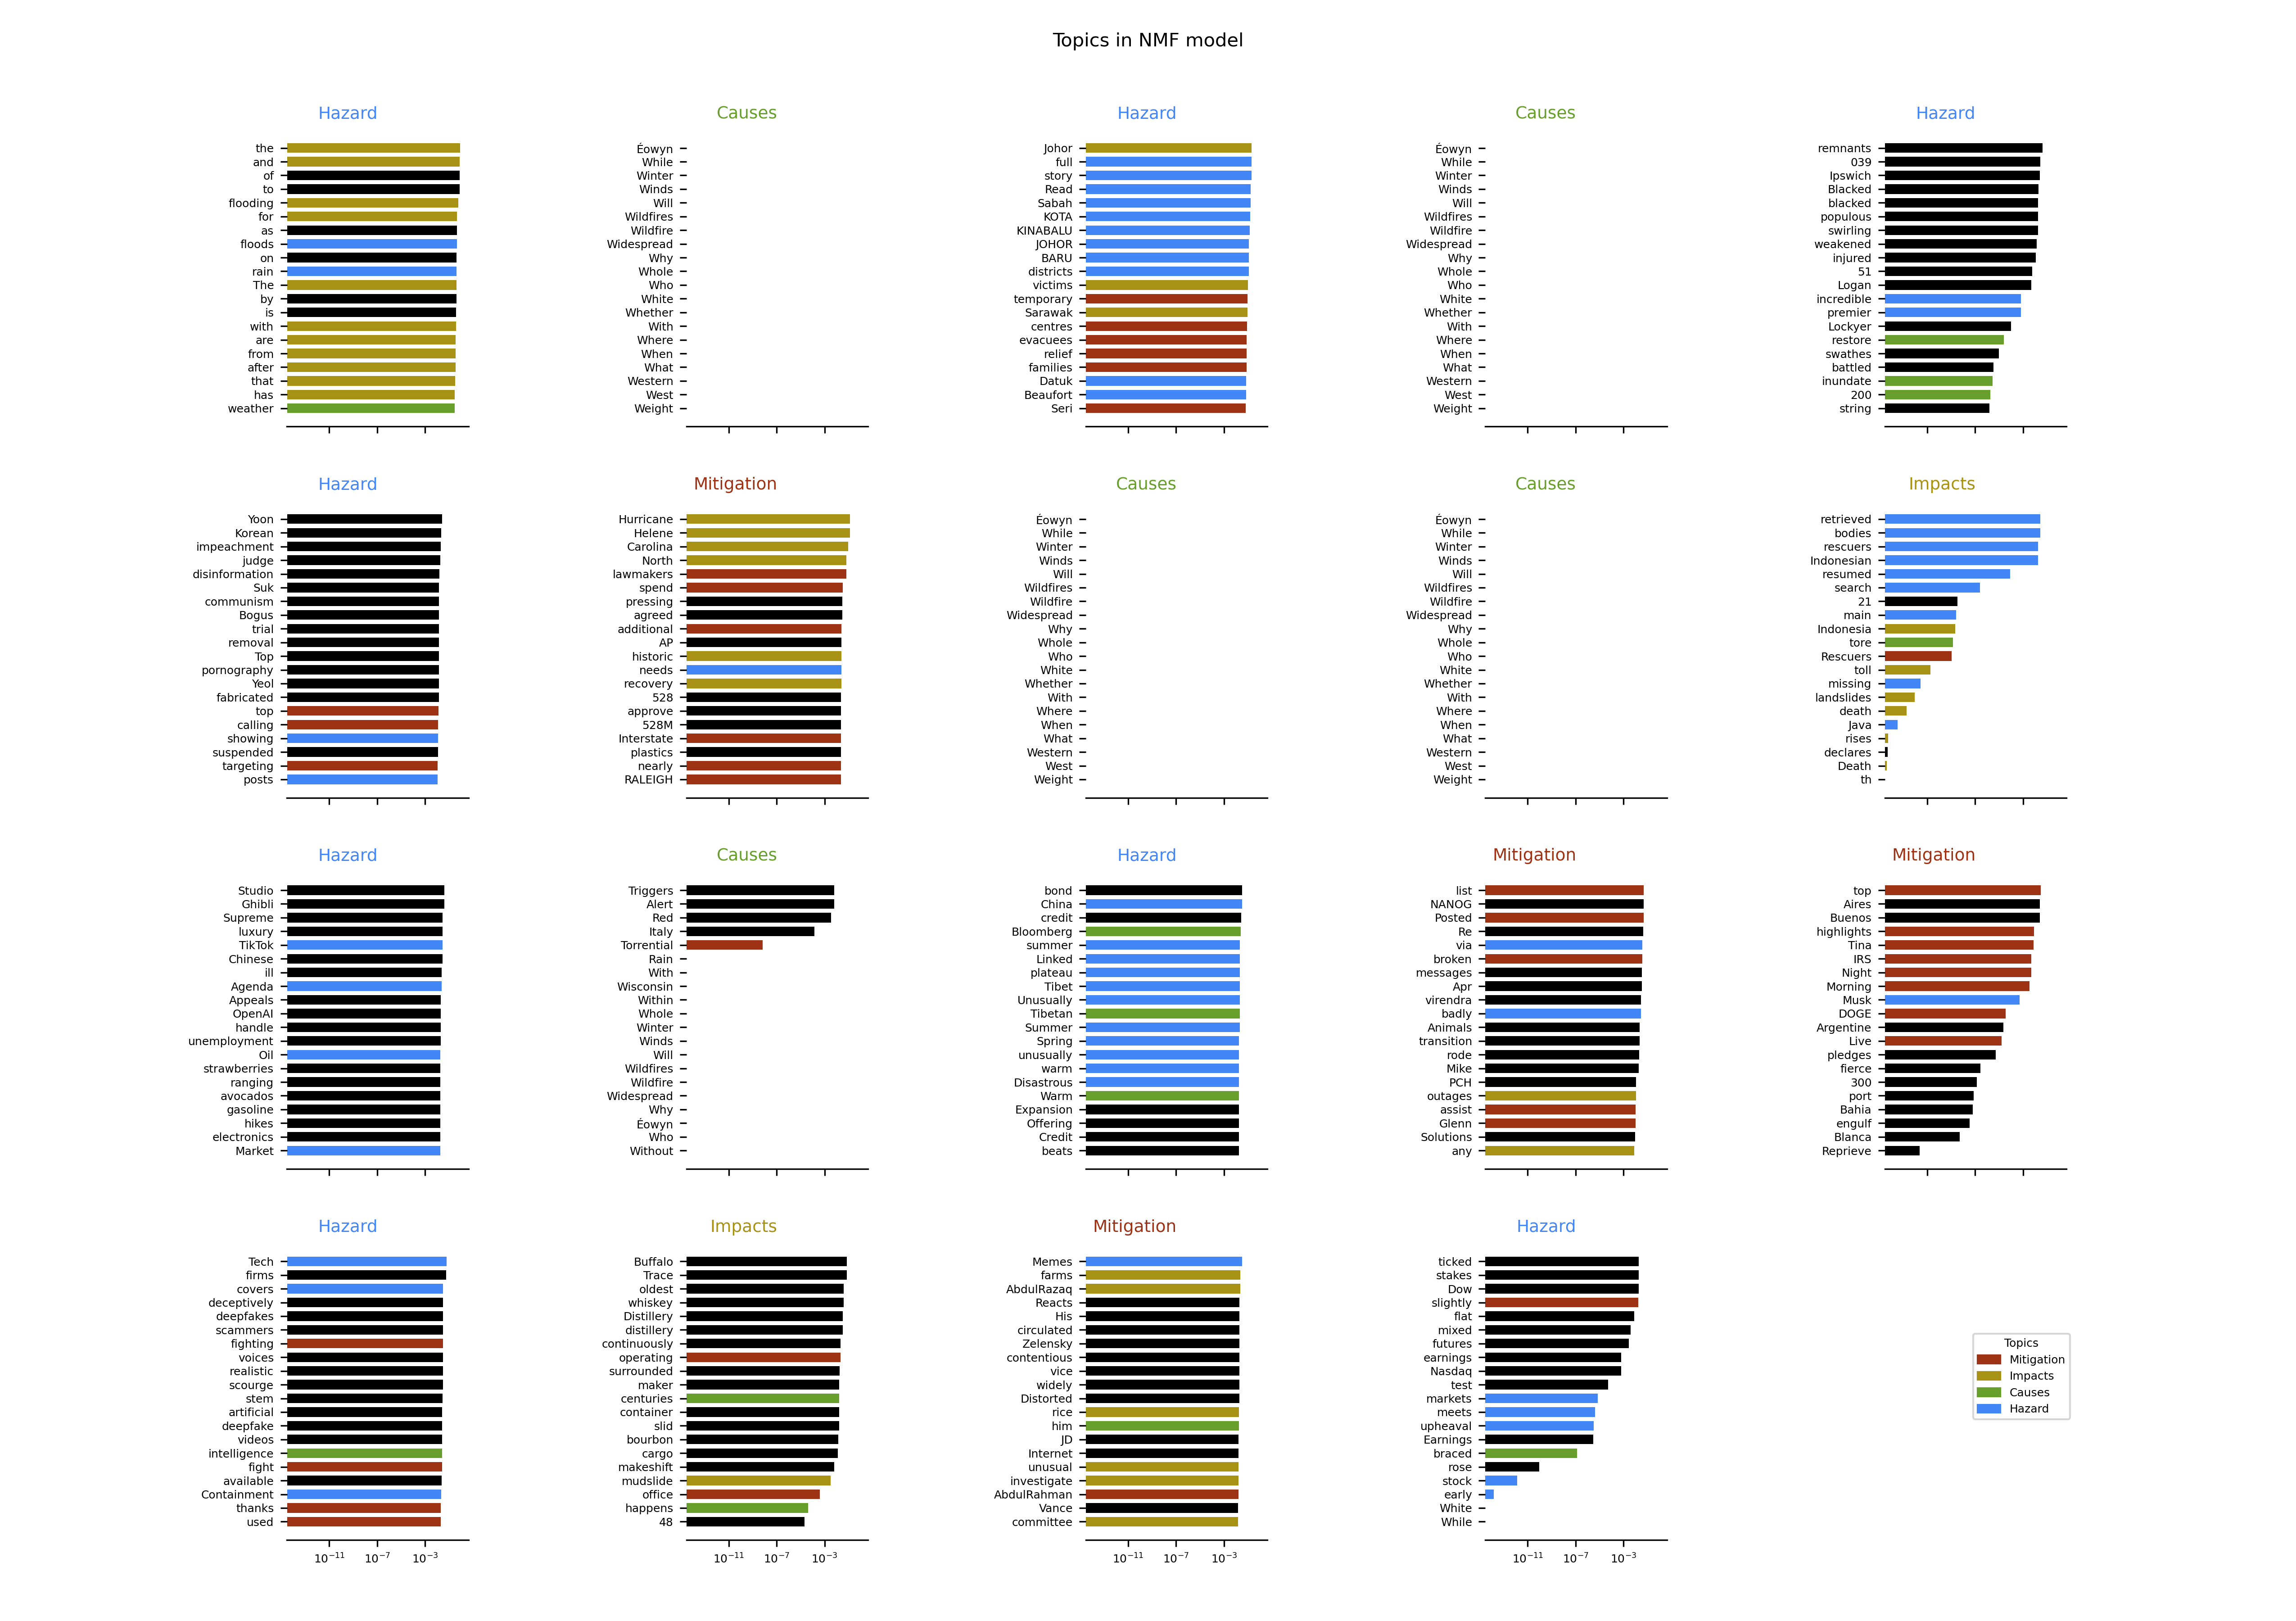 Topics in NMF model
Hazard
the
and
of
to
flooding
for
as
floods
on
rain
The
by
is
with
are
from
after
that
has
weather
Causes
Éowyn
While
Winter
Winds
Will
Wildfires
Wildfire
Widespread
Why
Whole
Who
White
Whether
With
Where
When
What
Western
West
Weight
Hazard
Johor
full
story
Read
Sabah
KOTA
KINABALU
JOHOR
BARU
districts
victims
temporary
Sarawak
centres
evacuees
relief
families
Datuk
Beaufort
Seri
Causes
Éowyn
While
Winter
Winds
Will
Wildfires
Wildfire
Widespread
Why
Whole
Who
White
Whether
With
Where
When
What
Western
West
Weight
Hazard
remnants
039
Ipswich
Blacked
blacked
populous
swirling
weakened
injured
51
Logan
incredible
premier
Lockyer
restore
swathes
battled
inundate
200
string
Hazard
Yoon
Korean
impeachment
judge
disinformation
Suk
communism
Bogus
trial
removal
Top
pornography
Yeol
fabricated
top
calling
showing
suspended
targeting
posts
Mitigation
Hurricane
Helene
Carolina
North
lawmakers
spend
pressing
agreed
additional
AP
historic
needs
recovery
528
approve
528M
Interstate
plastics
nearly
RALEIGH
Causes
Éowyn
While
Winter
Winds
Will
Wildfires
Wildfire
Widespread
Why
Whole
Who
White
Whether
With
Where
When
What
Western
West
Weight
Causes
Éowyn
While
Winter
Winds
Will
Wildfires
Wildfire
Widespread
Why
Whole
Who
White
Whether
With
Where
When
What
Western
West
Weight
Impacts
retrieved
bodies
rescuers
Indonesian
resumed
search
21
main
Indonesia
tore
Rescuers
toll
missing
landslides
death
Java
rises
declares
Death
th
Hazard
Studio
Ghibli
Supreme
luxury
TikTok
Chinese
ill
Agenda
Appeals
OpenAI
handle
unemployment
Oil
strawberries
ranging
avocados
gasoline
hikes
electronics
Market
Causes
Triggers
Alert
Red
Italy
Torrential
Rain
With
Wisconsin
Within
Whole
Winter
Winds
Will
Wildfires
Wildfire
Widespread
Why
Éowyn
Who
Without
Hazard
bond
China
credit
Bloomberg
summer
Linked
plateau
Tibet
Unusually
Tibetan
Summer
Spring
unusually
warm
Disastrous
Warm
Expansion
Offering
Credit
beats
Mitigation
list
NANOG
Posted
Re
via
broken
messages
Apr
virendra
badly
Animals
transition
rode
Mike
PCH
outages
assist
Glenn
Solutions
any
Mitigation
top
Aires
Buenos
highlights
Tina
IRS
Night
Morning
Musk
DOGE
Argentine
Live
pledges
fierce
300
port
Bahia
engulf
Blanca
Reprieve
Hazard
Tech
firms
covers
deceptively
deepfakes
scammers
fighting
voices
realistic
scourge
stem
artificial
deepfake
videos
intelligence
fight
available
Containment
thanks
used
10⁻¹¹ 10⁻⁷ 10⁻³
Impacts
Buffalo
Trace
oldest
whiskey
Distillery
distillery
continuously
operating
surrounded
maker
centuries
container
slid
bourbon
cargo
makeshift
mudslide
office
happens
48
10⁻¹¹ 10⁻⁷ 10⁻³
Mitigation
Memes
farms
AbdulRazaq
Reacts
His
circulated
Zelensky
contentious
vice
widely
Distorted
rice
him
JD
Internet
unusual
investigate
AbdulRahman
Vance
committee
10⁻¹¹ 10⁻⁷ 10⁻³
Hazard
ticked
stakes
Dow
slightly
flat
mixed
futures
earnings
Nasdaq
test
markets
meets
upheaval
Earnings
braced
rose
stock
early
White
While
10⁻¹¹ 10⁻⁷ 10⁻³
Topics
Mitigation
Impacts
Causes
Hazard